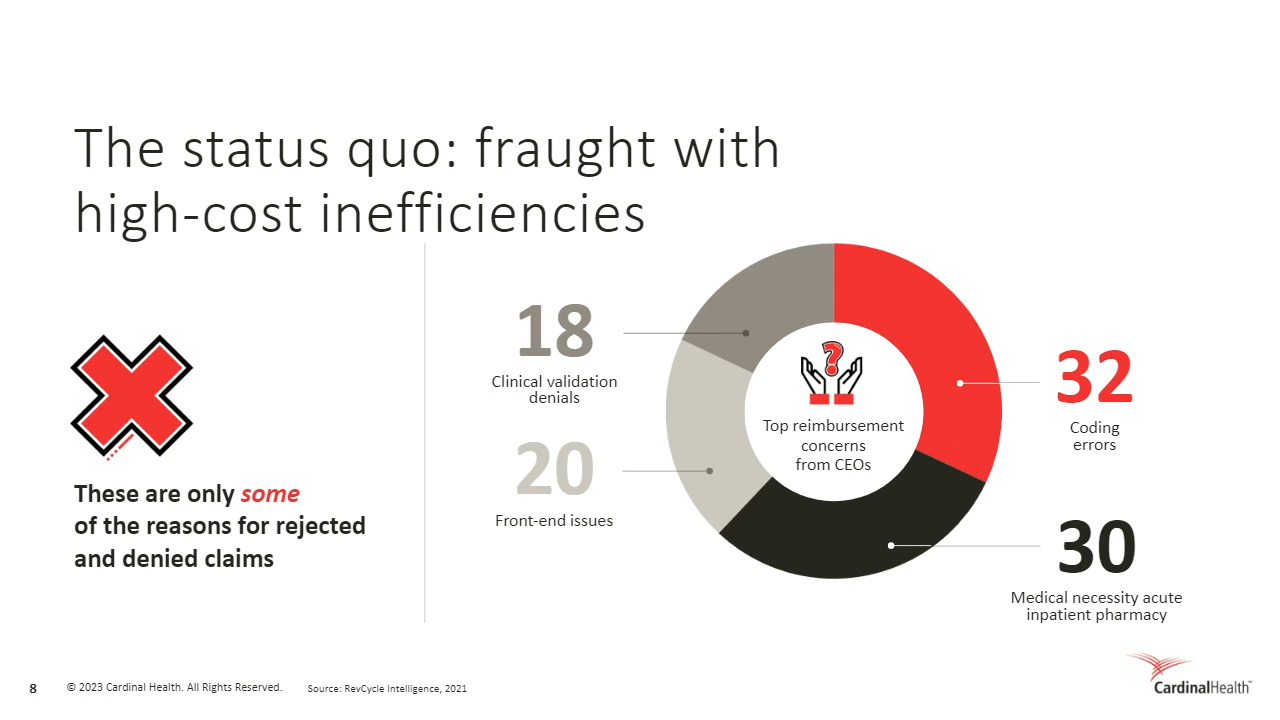 The status quo: fraught with
high-cost inefficiencies
These are only some
of the reasons for rejected
and denied claims
18
Clinical validation
denials
20
Front-end issues
?
Top reimbursement
concerns
from CEOs
32
Coding
errors
30
Medical necessity acute
inpatient pharmacy
8
© 2023 Cardinal Health. All Rights Reserved.
Source: RevCycle Intelligence, 2021
CardinalHealth™